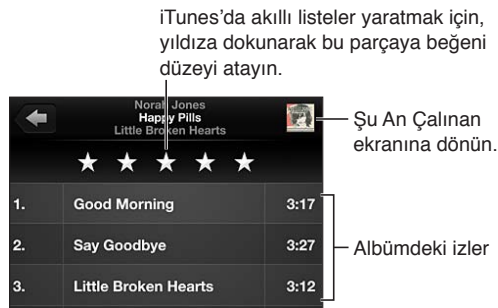 iTunes'da akıllı listeler yaratmak için,
yıldıza dokunarak bu parçaya beğeni
düzeyi atayın.
Norah Jones
Happy Pills
Little Broken Hearts
Şu An Çalınan
ekranına dönün.
1. Good Morning 3:17
2. Say Goodbye 3:27
3. Little Broken Hearts 3:12
Albümdeki izler